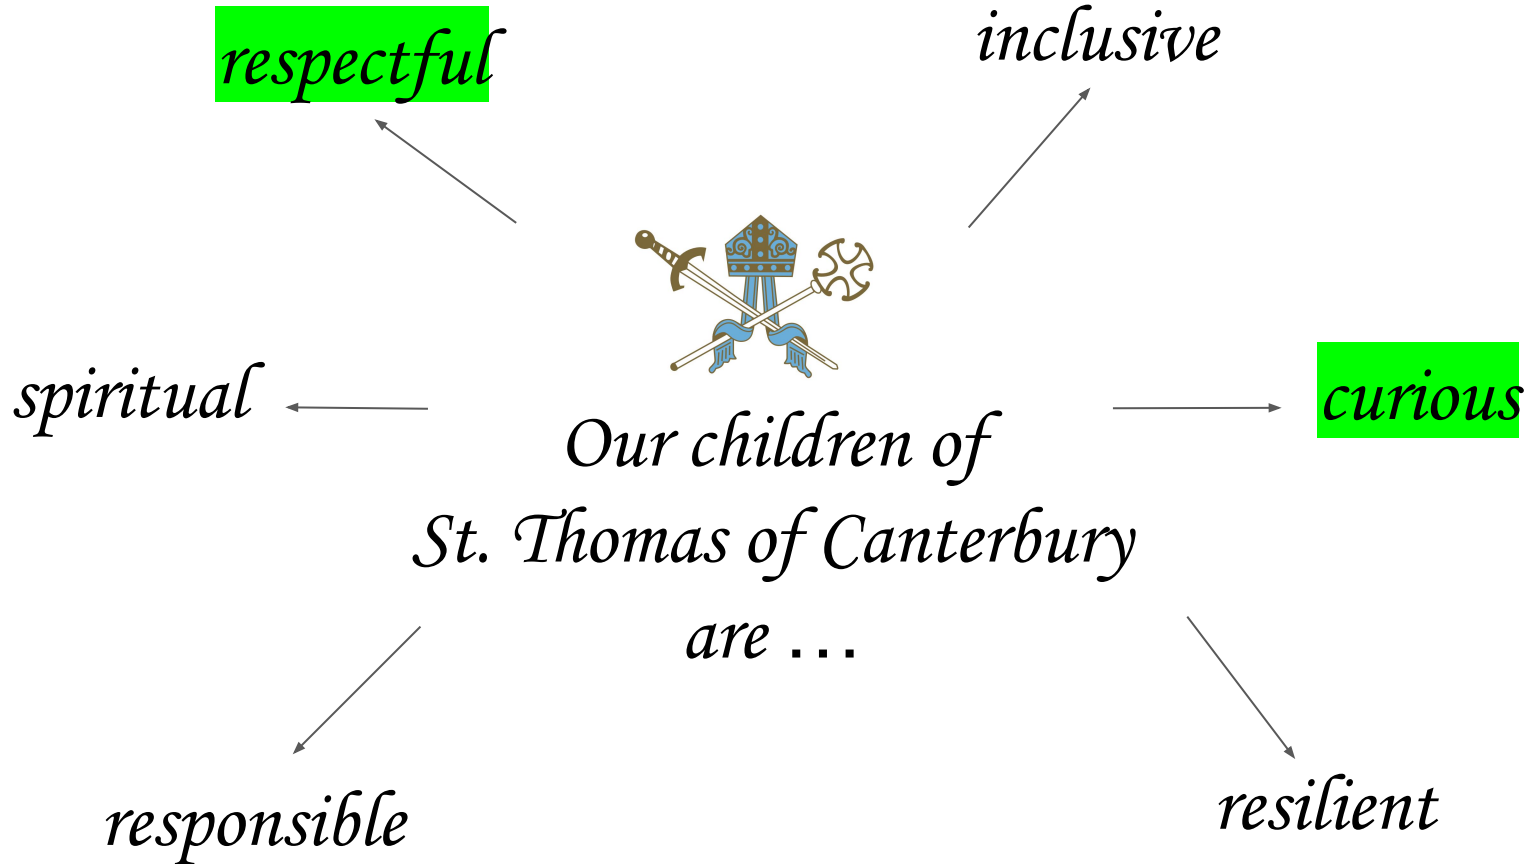 respectful
inclusive
spiritual
curious
Our children of
St. Thomas of Canterbury
are …
responsible
resilient